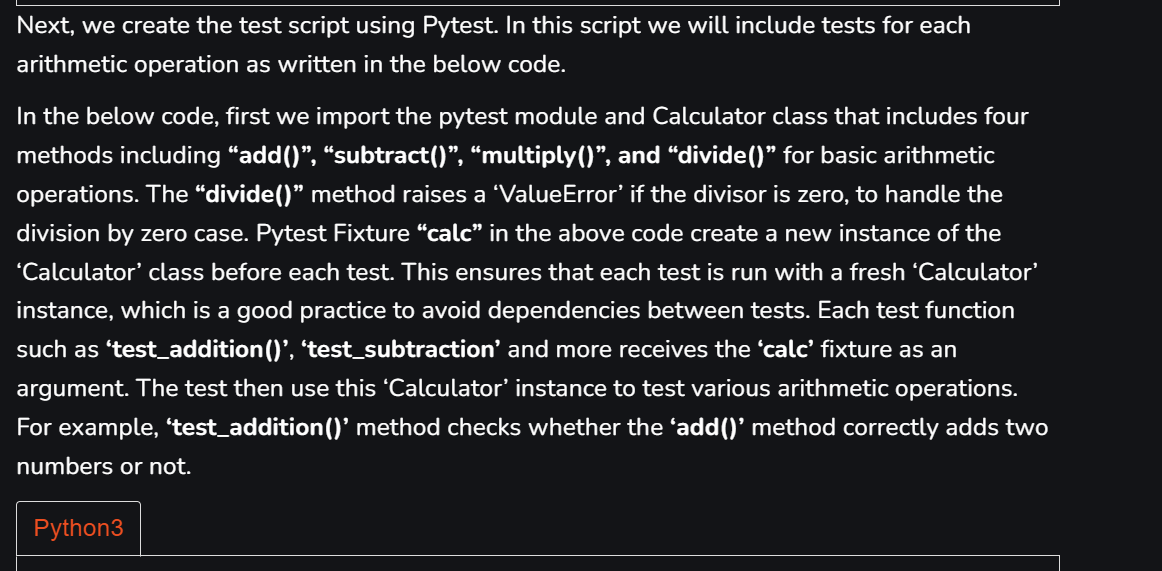 Next, we create the test script using Pytest. In this script we will include tests for each
arithmetic operation as written in the below code.
In the below code, first we import the pytest module and Calculator class that includes four
methods including “add()”, “subtract()”, “multiply()”, and “divide()” for basic arithmetic
operations. The “divide()” method raises a ‘ValueError’ if the divisor is zero, to handle the
division by zero case. Pytest Fixture “calc” in the above code create a new instance of the
‘Calculator’ class before each test. This ensures that each test is run with a fresh ‘Calculator’
instance, which is a good practice to avoid dependencies between tests. Each test function
such as ‘test_addition()’, ‘test_subtraction’ and more receives the ‘calc’ fixture as an
argument. The test then use this ‘Calculator’ instance to test various arithmetic operations.
For example, ‘test_addition()’ method checks whether the ‘add()’ method correctly adds two
numbers or not.
Python3